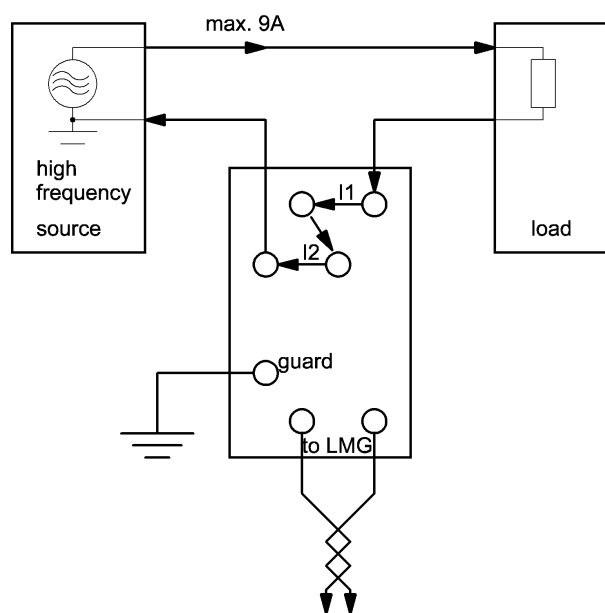 max. 9A
high
frequency
source
load
I1
I2
guard
to LMG